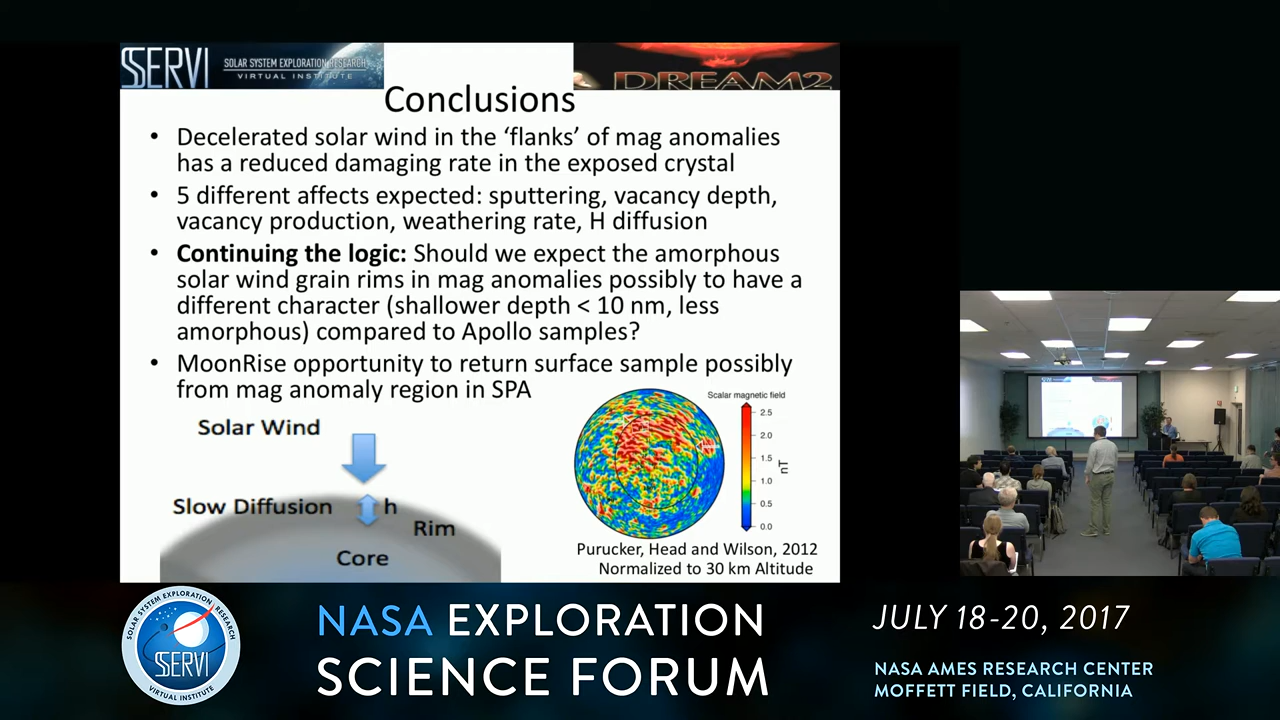 SSERVI
SOLAR SYSTEM EXPLORATION RESEARCH
VIRTUAL INSTITUTE
DREAM2
Conclusions
• Decelerated solar wind in the ‘flanks’ of mag anomalies
has a reduced damaging rate in the exposed crystal
• 5 different affects expected: sputtering, vacancy depth,
vacancy production, weathering rate, H diffusion
• Continuing the logic: Should we expect the amorphous
solar wind grain rims in mag anomalies possibly to have a
different character (shallower depth < 10 nm, less
amorphous) compared to Apollo samples?
• MoonRise opportunity to return surface sample possibly
from mag anomaly region in SPA
Solar Wind
Slow Diffusion
h
Rim
Core
Scalar magnetic field
2.5
2.0
1.5
1.0
0.5
0.0
nT
Purucker, Head and Wilson, 2012
Normalized to 30 km Altitude
SOLAR SYSTEM EXPLORATION RESEARCH
SSERVI
VIRTUAL INSTITUTE
NASA EXPLORATION
SCIENCE FORUM
JULY 18-20, 2017
NASA AMES RESEARCH CENTER
MOFFETT FIELD, CALIFORNIA